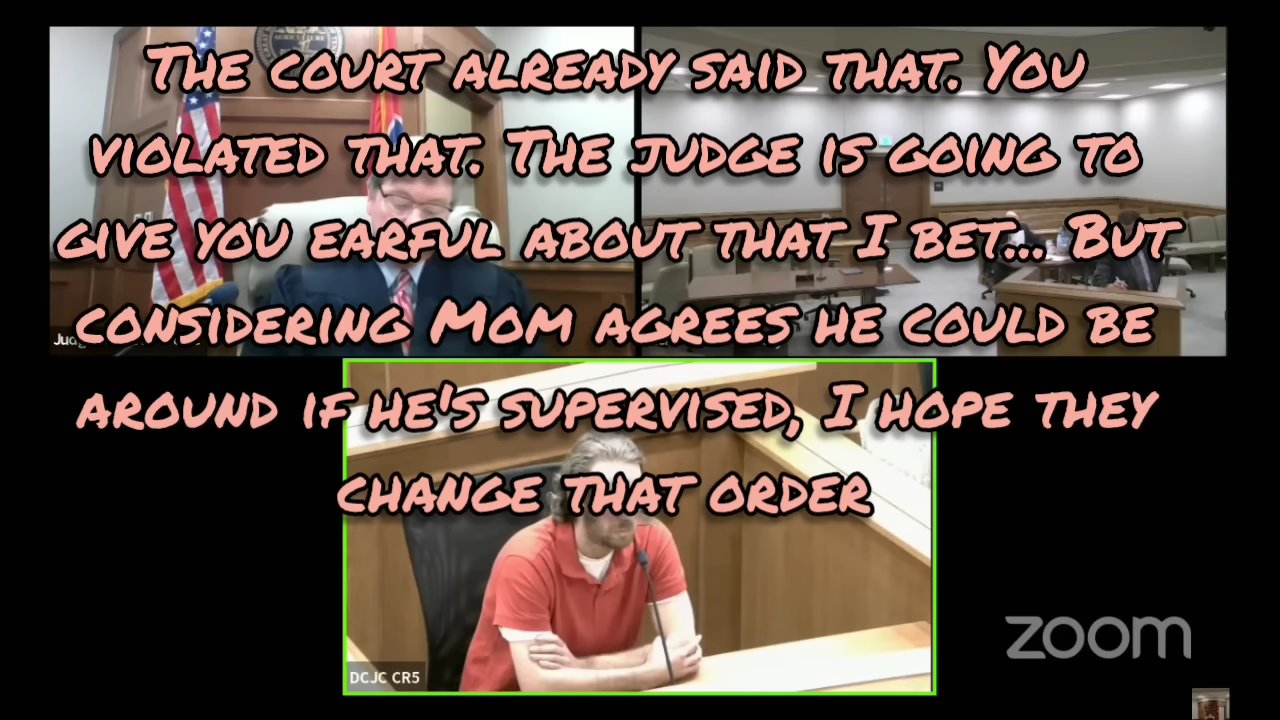 AGRICULTURE
The court already said that. You
violated that. The judge is going to
give you earful about that I bet... But
considering Mom agrees he could be
around if he's supervised, I hope they
change that order
DCJC CR5
zoom